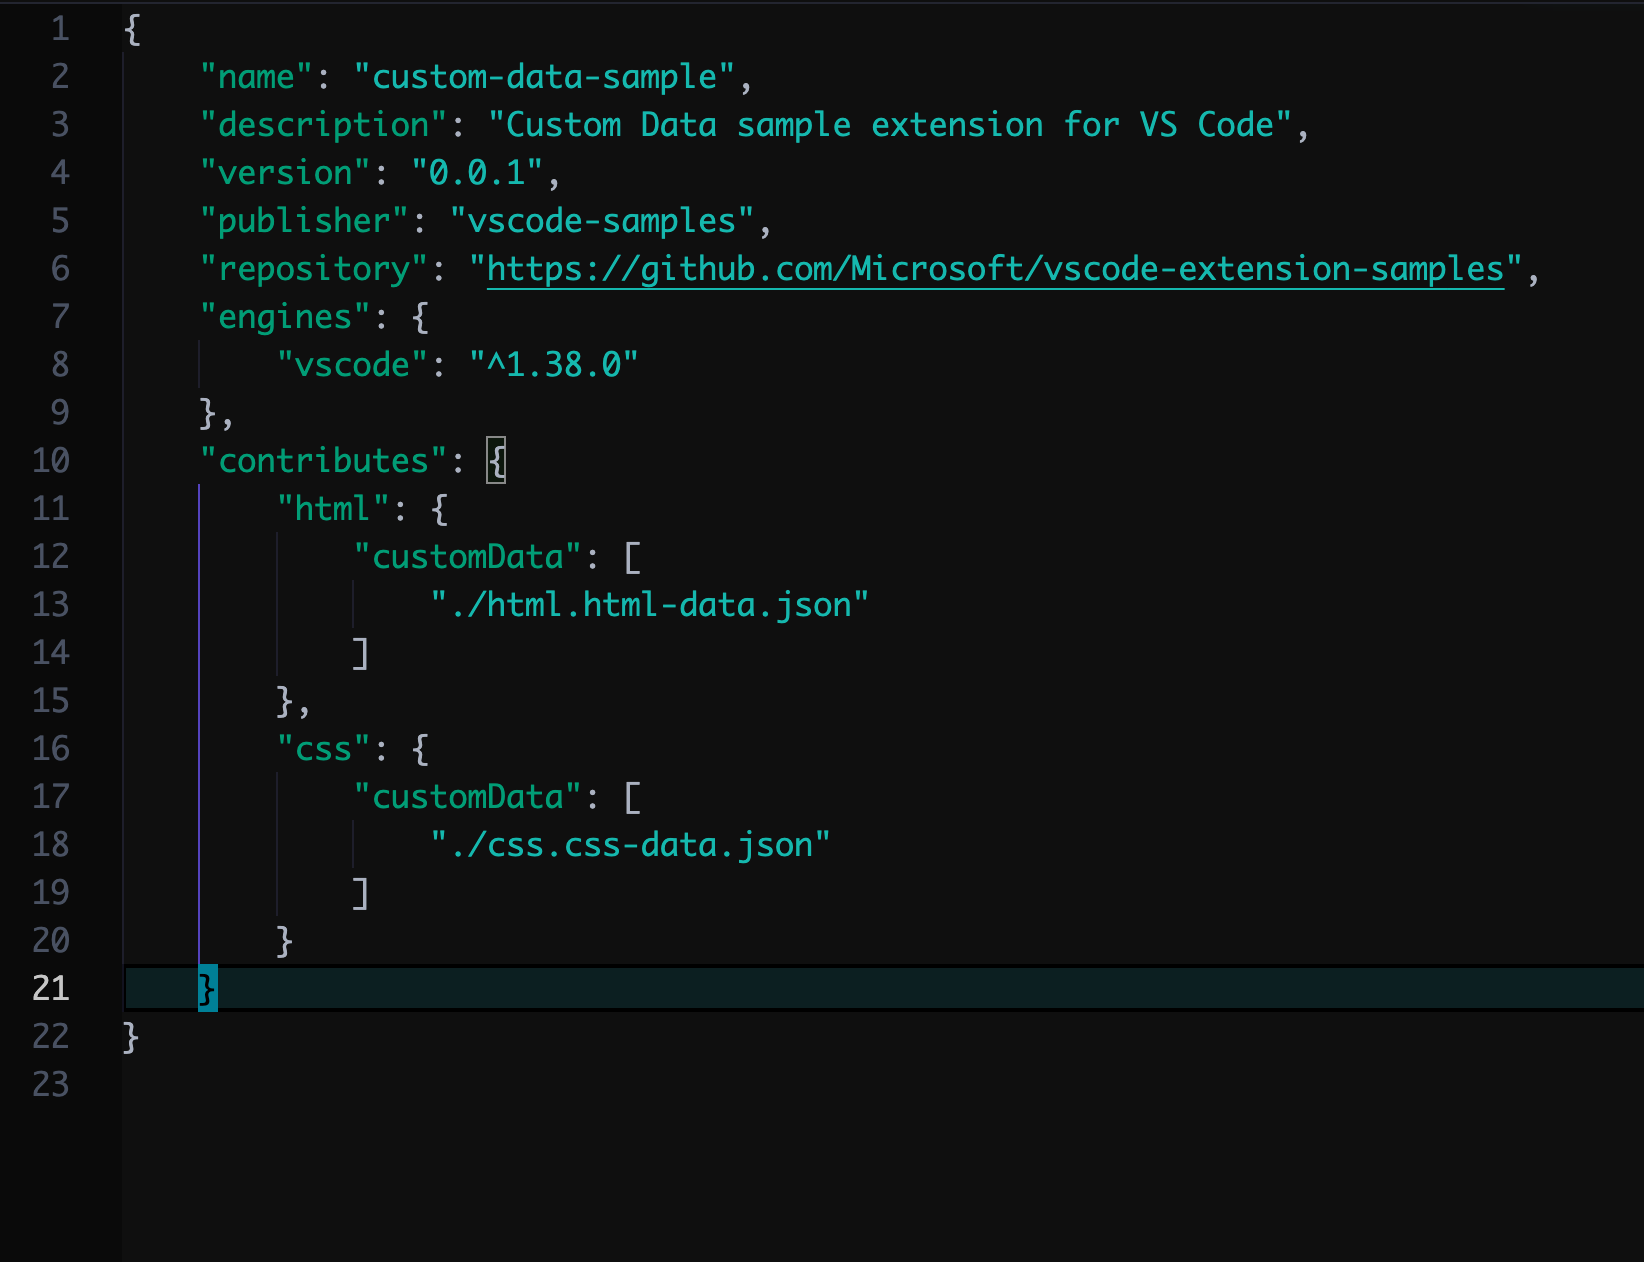 1 {
2     "name": "custom-data-sample",
3     "description": "Custom Data sample extension for VS Code",
4     "version": "0.0.1",
5     "publisher": "vscode-samples",
6     "repository": "https://github.com/Microsoft/vscode-extension-samples",
7     "engines": {
8         "vscode": "^1.38.0"
9     },
10     "contributes": {
11         "html": {
12             "customData": [
13                 "./html.html-data.json"
14             ]
15         },
16         "css": {
17             "customData": [
18                 "./css.css-data.json"
19             ]
20         }
21     }
22 }
23